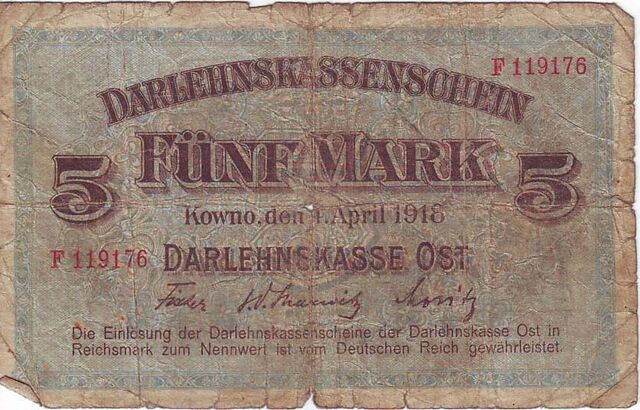 F 119176
DARLEHNSKASSENSCHEIN
5 FÜNF MARK 5
Kowno, den 4. April 1918
F 119176 DARLEHNSKASSE OST
Die Einlösung der Darlehnskassenscheine der Darlehnskasse Ost in
Reichsmark zum Nennwert ist vom Deutschen Reich gewährleistet.